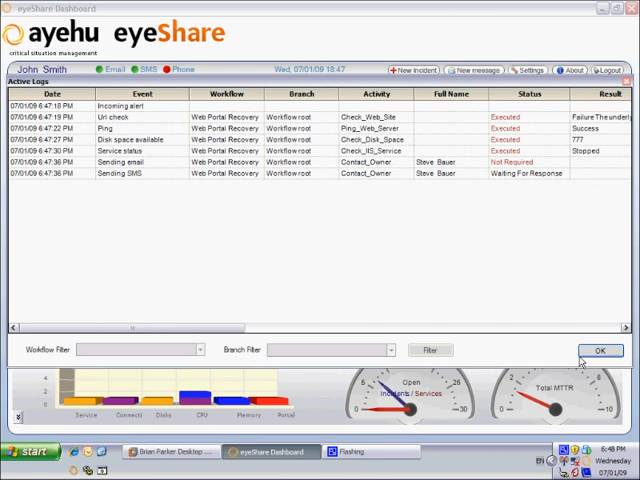 eyeShare Dashboard
ayehu eyeShare
critical situation management
John Smith Email SMS Phone Wed, 07/01/09 18:47 New Incident New message Settings About Logout
Active Logs
Date Event Workflow Branch Activity Full Name Status Result
07/01/09 6:47:18 PM Incoming alert
07/01/09 6:47:19 PM Url check Web Portal Recovery Workflow root Check_Web_Site Executed Failure The underly
07/01/09 6:47:22 PM Ping Web Portal Recovery Workflow root Ping_Web_Server Executed Success
07/01/09 6:47:27 PM Disk space available Web Portal Recovery Workflow root Check_Disk_Space Executed 777
07/01/09 6:47:30 PM Service status Web Portal Recovery Workflow root Check_IIS_Service Executed Stopped
07/01/09 6:47:36 PM Sending email Web Portal Recovery Workflow root Contact_Owner Steve Bauer Not Required
07/01/09 6:47:36 PM Sending SMS Web Portal Recovery Workflow root Contact_Owner Steve Bauer Waiting For Response
Workflow Filter Branch Filter Filter OK
4
2
0
Service Connecti Disks CPU Memory Portal
5 Open 25
Incidents / Services
0 30
2 Total MTTR 8
0 10
start Brian Parker Desktop ... eyeShare Dashboard Flashing EN 6:48 PM
Wednesday
07/01/09